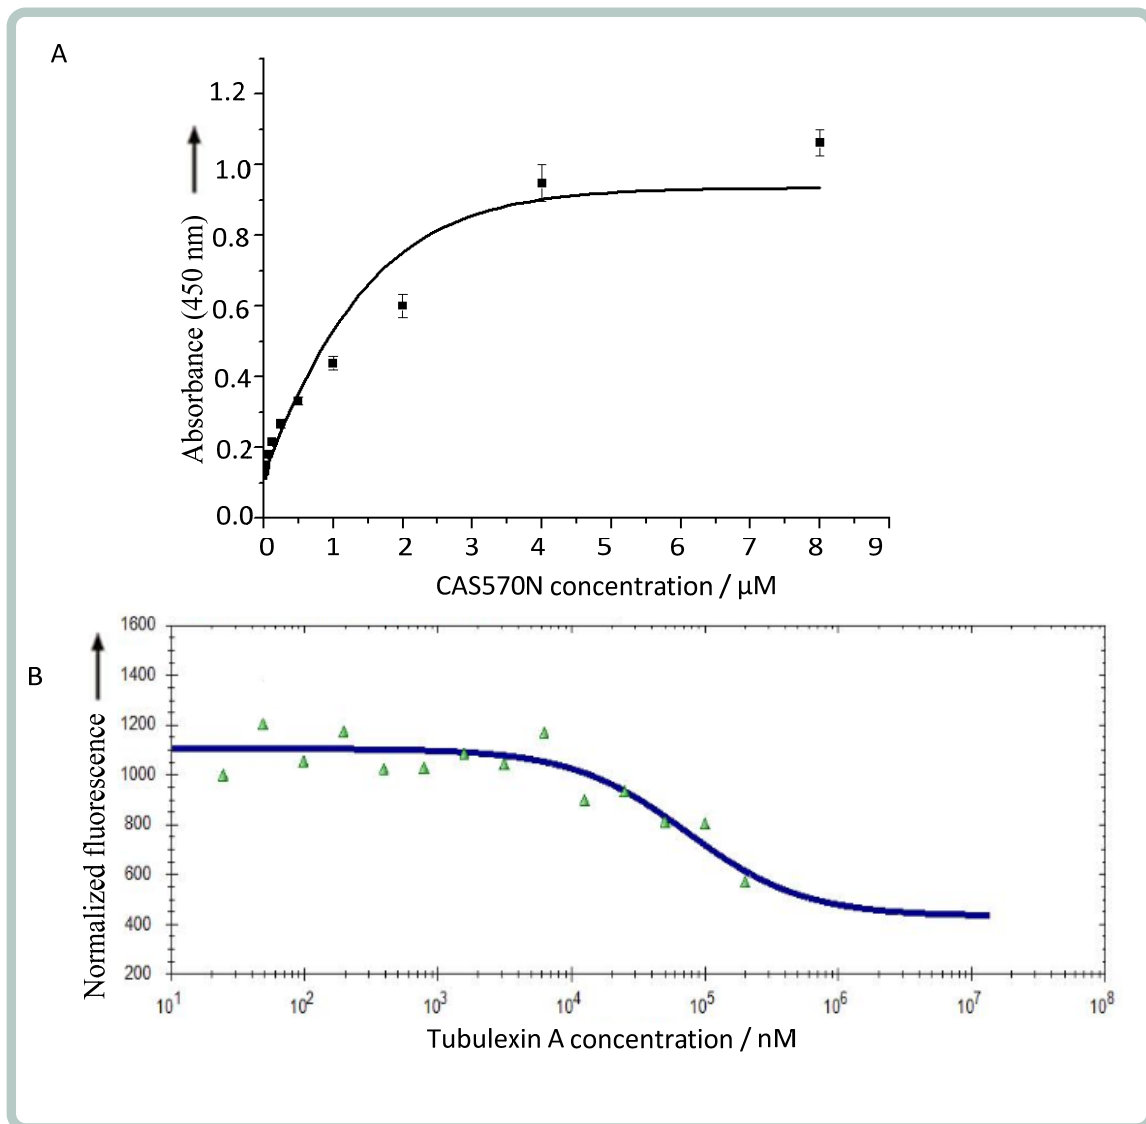 A
1.2
1.0
0.8
0.6
0.4
0.2
0.0
Absorbance (450 nm)
0 1 2 3 4 5 6 7 8 9
CAS570N concentration / μM
B
1600
1400
1200
1000
800
600
400
200
Normalized fluorescence
10¹ 10² 10³ 10⁴ 10⁵ 10⁶ 10⁷ 10⁸
Tubulexin A concentration / nM